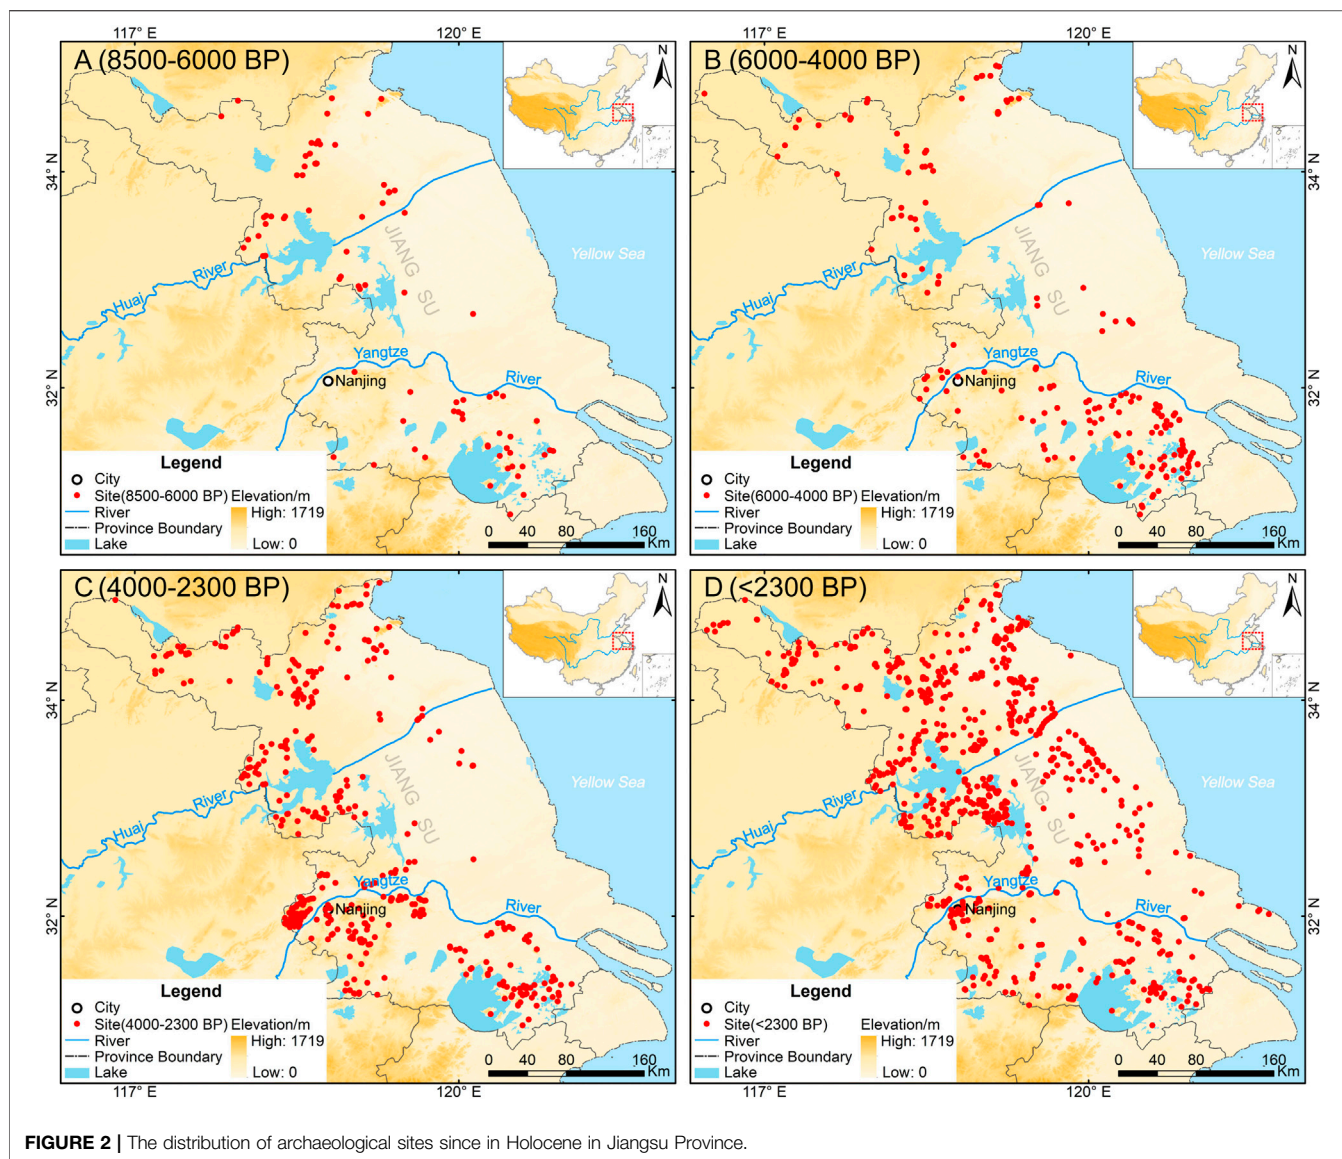 117° E
120° E
117° E
120° E
A (8500-6000 BP)
N
34° N
Yellow Sea
JIANG SU
Huai River
Yangtze River
Nanjing
32° N
Legend
City
Site(8500-6000 BP)
River
Province Boundary
Lake
Elevation/m
High: 1719
Low: 0
0 40 80 160
Km
B (6000-4000 BP)
N
34° N
Yellow Sea
JIANG SU
Huai River
Yangtze River
Nanjing
32° N
Legend
City
Site(6000-4000 BP)
River
Province Boundary
Lake
Elevation/m
High: 1719
Low: 0
0 40 80 160
Km
C (4000-2300 BP)
N
34° N
Yellow Sea
JIANG SU
Huai River
Yangtze River
Nanjing
32° N
Legend
City
Site(4000-2300 BP)
River
Province Boundary
Lake
Elevation/m
High: 1719
Low: 0
0 40 80 160
Km
D (<2300 BP)
N
34° N
Yellow Sea
JIANG SU
Huai River
Yangtze River
Nanjing
32° N
Legend
City
Site(<2300 BP)
River
Province Boundary
Lake
Elevation/m
High: 1719
Low: 0
0 40 80 160
Km
117° E
120° E
117° E
120° E
FIGURE 2 | The distribution of archaeological sites since in Holocene in Jiangsu Province.